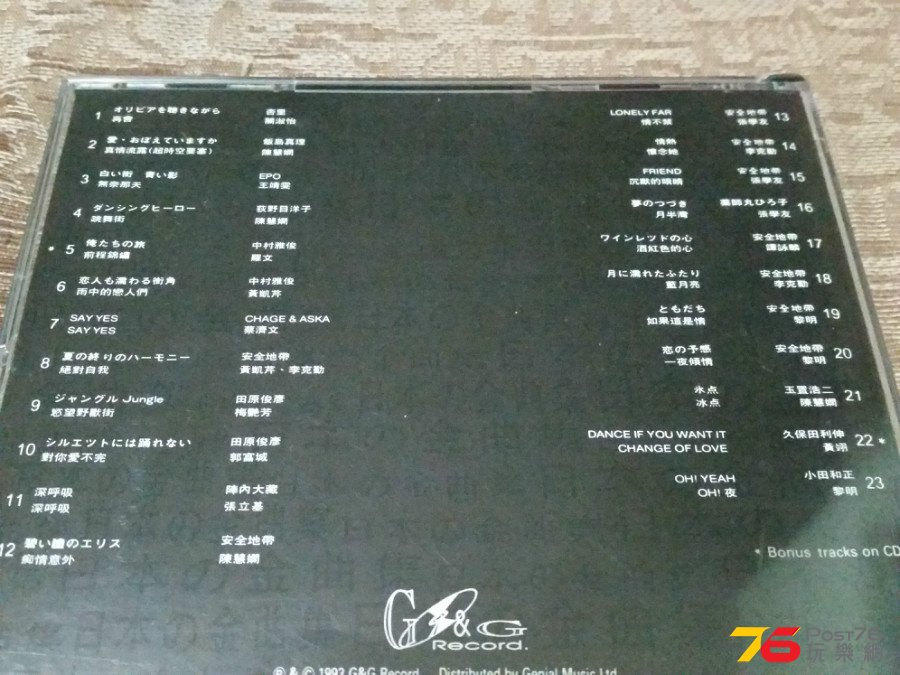 1 オリビアを聴きながら 杏里
再會 關淑怡
2 愛・おぼえていますか 飯島真理
真情流露(超時空要塞) 陳慧嫻
3 白い街 青い影 EPO
無奈那天 王靖雯
4 ダンシングヒーロー 荻野目洋子
跳舞街 陳慧嫻
* 5 俺たちの旅 中村雅俊
前程錦繡 羅文
6 恋人も濡わる街角 中村雅俊
雨中的戀人們 黃凱芹
7 SAY YES CHAGE & ASKA
SAY YES 蔡濟文
8 夏の終りのハーモニー 安全地帶
絕對自我 黃凱芹・李克勤
9 ジャングル Jungle 田原俊彥
慾望野獸街 梅艷芳
10 シルエツトには踊れない 田原俊彥
對你愛不完 郭富城
11 深呼吸 陣內大藏
深呼吸 張立基
12 碧い瞳のエリス 安全地帶
痴情意外 陳慧嫻
LONELY FAR 安全地帶 13
情不禁 張學友
情熱 安全地帶 14
懷念她 李克勤
FRIEND 安全地帶 15
沉默的眼睛 張學友
夢のつづき 藥師丸ひろ子 16
月半灣 張學友
ワインレツドの心 安全地帶 17
酒紅色的心 譚詠麟
月に濡れたふたり 安全地帶 18
藍月亮 李克勤
ともだち 安全地帶 19
如果這是情 黎明
恋の予感 安全地帶 20
一夜傾情 黎明
氷点 玉置浩二 21
冰点 陳慧嫻
DANCE IF YOU WANT IT 久保田利伸 22 *
CHANGE OF LOVE 黃翊
OH! YEAH 小田和正 23
OH! 夜 黎明
* Bonus tracks on CD
G&G
Record.
℗ & © 1993 G&G Record. Distributed by Genial Music Ltd
76 Post76
玩樂網